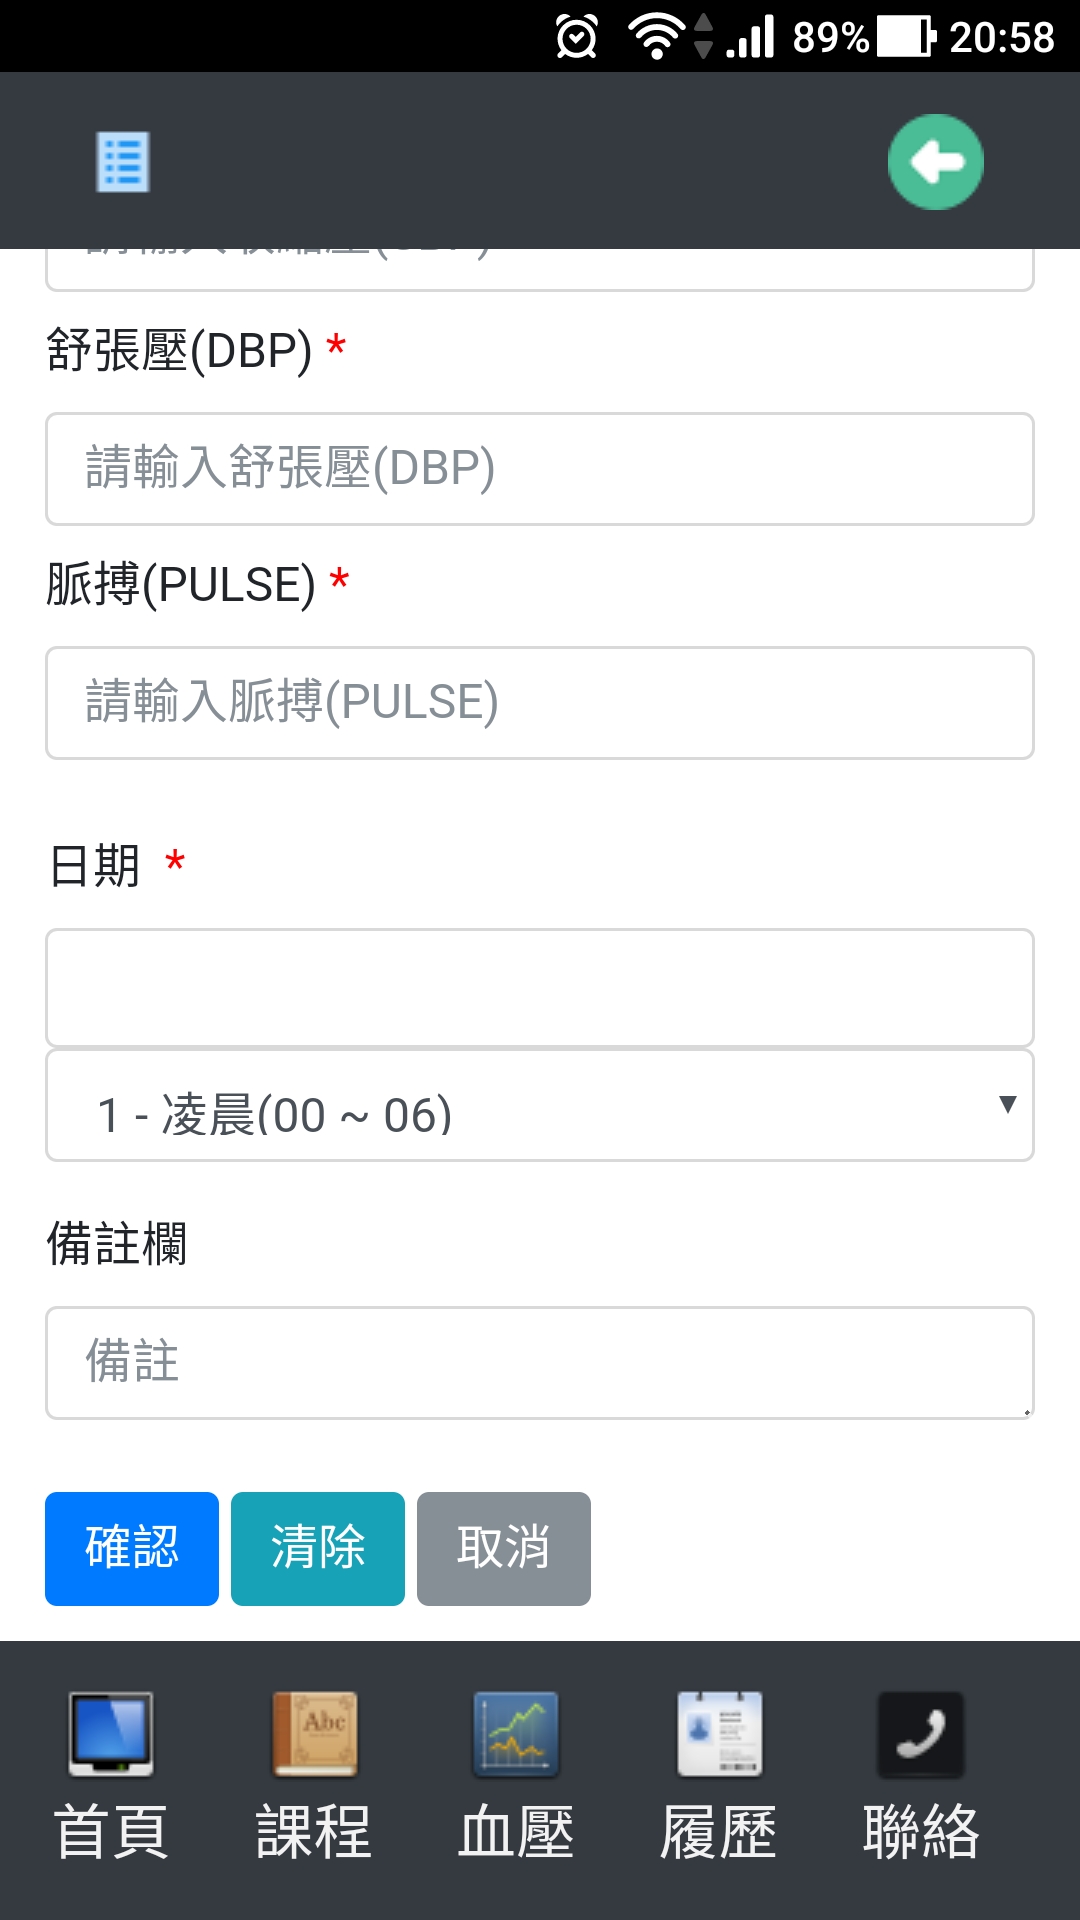 89% 20:58
舒張壓(DBP) *
請輸入舒張壓(DBP)
脈搏(PULSE) *
請輸入脈搏(PULSE)
日期 *
1 - 凌晨(00 ~ 06)
備註欄
備註
確認 清除 取消
Abc
首頁 課程 血壓 履歷 聯絡